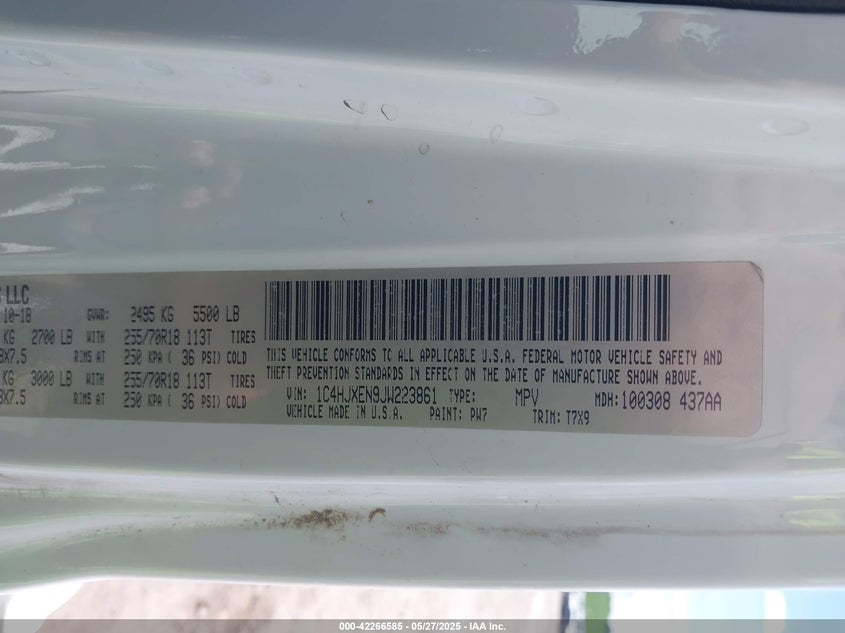 LLC
10-18 GVWR: 2495 KG 5500 LB
KG 2700 LB WITH 255/70R18 113T TIRES
8X7.5 RIMS AT 250 KPA ( 36 PSI) COLD
KG 3000 LB WITH 255/70R18 113T TIRES
8X7.5 RIMS AT 250 KPA ( 36 PSI) COLD
THIS VEHICLE CONFORMS TO ALL APPLICABLE U.S.A. FEDERAL MOTOR VEHICLE SAFETY AND
THEFT PREVENTION STANDARDS IN EFFECT ON THE DATE OF MANUFACTURE SHOWN ABOVE.
VIN: 1C4HJXEN9JW223861 TYPE: MPV MDH: 100308 437AA
VEHICLE MADE IN U.S.A. PAINT: PW7 TRIM: T7X9
000-42266585 - 05/27/2025 - IAA Inc.